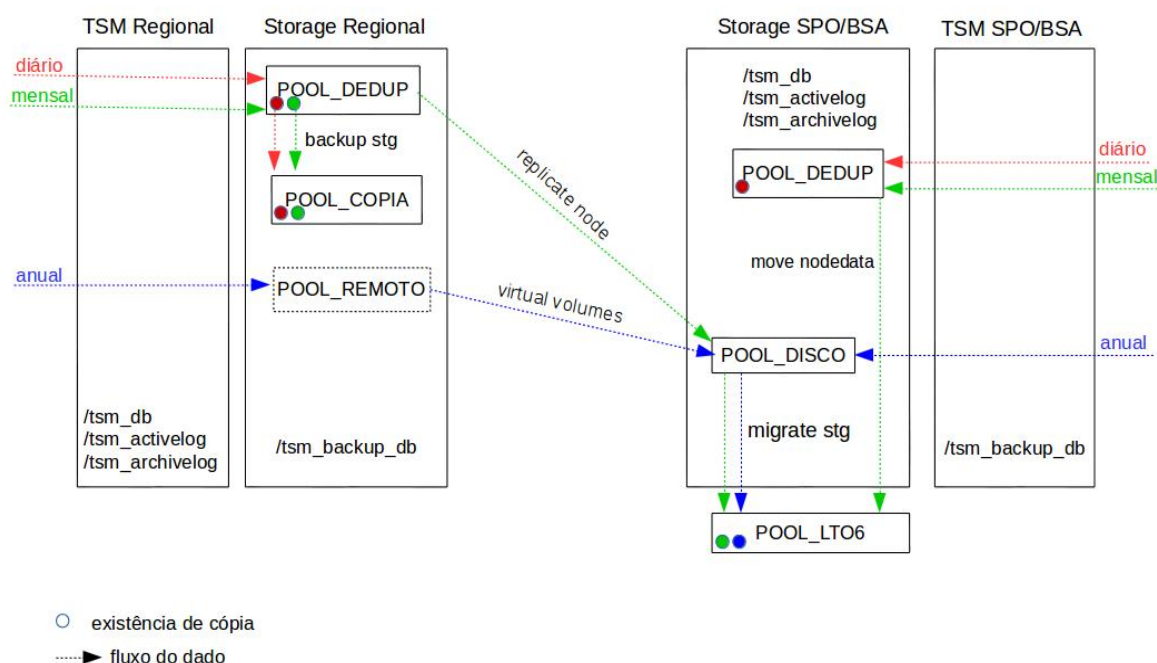 TSM Regional
Storage Regional
Storage SPO/BSA
TSM SPO/BSA
diário
mensal
POOL_DEDUP
backup stg
POOL_COPIA
anual
POOL_REMOTO
replicate node
virtual volumes
/tsm_db
/tsm_activelog
/tsm_archivelog
/tsm_backup_db
/tsm_db
/tsm_activelog
/tsm_archivelog
POOL_DEDUP
diário
mensal
move nodedata
POOL_DISCO
anual
migrate stg
/tsm_backup_db
POOL_LTO6
existência de cópia
fluxo do dado